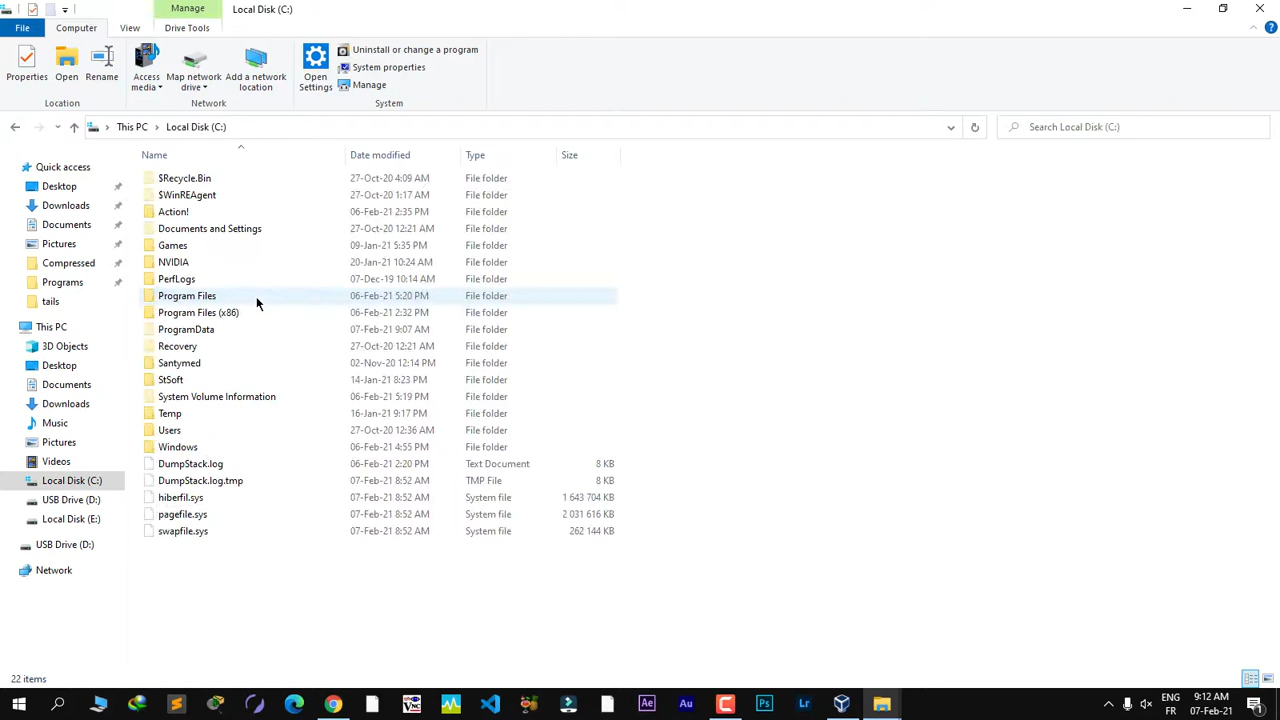 Manage
Local Disk (C:)
File
Computer
View
Drive Tools
Properties
Open
Rename
Access media
Map network drive
Add a network location
Open Settings
Uninstall or change a program
System properties
Manage
Location
Network
System
This PC
Local Disk (C:)
Search Local Disk (C:)
Name Date modified Type Size
Quick access
Desktop
Downloads
Documents
Pictures
Compressed
Programs
tails
This PC
3D Objects
Desktop
Documents
Downloads
Music
Pictures
Videos
Local Disk (C:)
USB Drive (D:)
Local Disk (E:)
USB Drive (D:)
Network
$Recycle.Bin 27-Oct-20 4:09 AM File folder
$WinREAgent 27-Oct-20 1:17 AM File folder
Action! 06-Feb-21 2:35 PM File folder
Documents and Settings 27-Oct-20 12:21 AM File folder
Games 09-Jan-21 5:35 PM File folder
NVIDIA 20-Jan-21 10:24 AM File folder
PerfLogs 07-Dec-19 10:14 AM File folder
Program Files 06-Feb-21 5:20 PM File folder
Program Files (x86) 06-Feb-21 2:32 PM File folder
ProgramData 07-Feb-21 9:07 AM File folder
Recovery 27-Oct-20 12:21 AM File folder
Santymed 02-Nov-20 12:14 PM File folder
StSoft 14-Jan-21 8:23 PM File folder
System Volume Information 06-Feb-21 5:19 PM File folder
Temp 16-Jan-21 9:17 PM File folder
Users 27-Oct-20 12:36 AM File folder
Windows 06-Feb-21 4:55 PM File folder
DumpStack.log 06-Feb-21 2:20 PM Text Document 8 KB
DumpStack.log.tmp 07-Feb-21 8:52 AM TMP File 8 KB
hiberfil.sys 07-Feb-21 8:52 AM System file 1 643 704 KB
pagefile.sys 07-Feb-21 8:52 AM System file 2 031 616 KB
swapfile.sys 07-Feb-21 8:52 AM System file 262 144 KB
22 items
VNC
Ae
Au
Ps
Lr
ENG
FR
9:12 AM
07-Feb-21
1